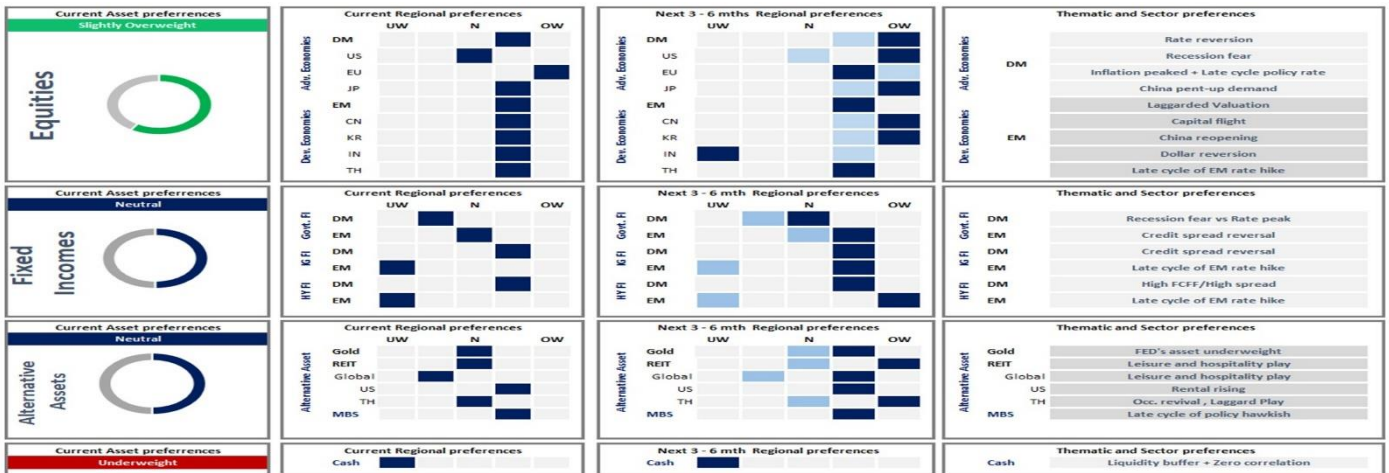 Current Asset preferrences
Slightly Overweight
Equities
Current Regional preferences
UW N OW
Adv. Economies
DM
US
EU
JP
Dev. Economies
EM
CN
KR
IN
TH
Next 3 - 6 mths Regional preferences
UW N OW
Adv. Economies
DM
US
EU
JP
Dev. Economies
EM
CN
KR
IN
TH
Thematic and Sector preferences
Adv. Economies
DM
Rate reversion
Recession fear
Inflation peaked + Late cycle policy rate
China pent-up demand
Dev. Economies
EM
Laggarded Valuation
Capital flight
China reopening
Dollar reversion
Late cycle of EM rate hike
Current Asset preferrences
Neutral
Fixed
Incomes
Current Regional preferences
UW N OW
Govt. FI
DM
EM
IG FI
DM
EM
HY FI
DM
EM
Next 3 - 6 mth Regional preferences
UW N OW
Govt. FI
DM
EM
IG FI
DM
EM
HY FI
DM
EM
Thematic and Sector preferences
Govt. FI
DM Recession fear vs Rate peak
EM Credit spread reversal
IG FI
DM Credit spread reversal
EM Late cycle of EM rate hike
HY FI
DM High FCFF/High spread
EM Late cycle of EM rate hike
Current Asset preferrences
Neutral
Alternative
Assets
Current Regional preferences
UW N OW
Alternative Asset
Gold
REIT
Global
US
TH
MBS
Next 3 - 6 mth Regional preferences
UW N OW
Alternative Asset
Gold
REIT
Global
US
TH
MBS
Thematic and Sector preferences
Alternative Asset
Gold FED's asset underweight
REIT Leisure and hospitality play
Global Leisure and hospitality play
US Rental rising
TH Occ. revival , Laggard Play
MBS Late cycle of policy hawkish
Current Asset preferrences
Underweight
Current Regional preferences
Cash
Next 3 - 6 mth Regional preferences
Cash
Thematic and Sector preferences
Cash Liquidity buffer + Zero correlation